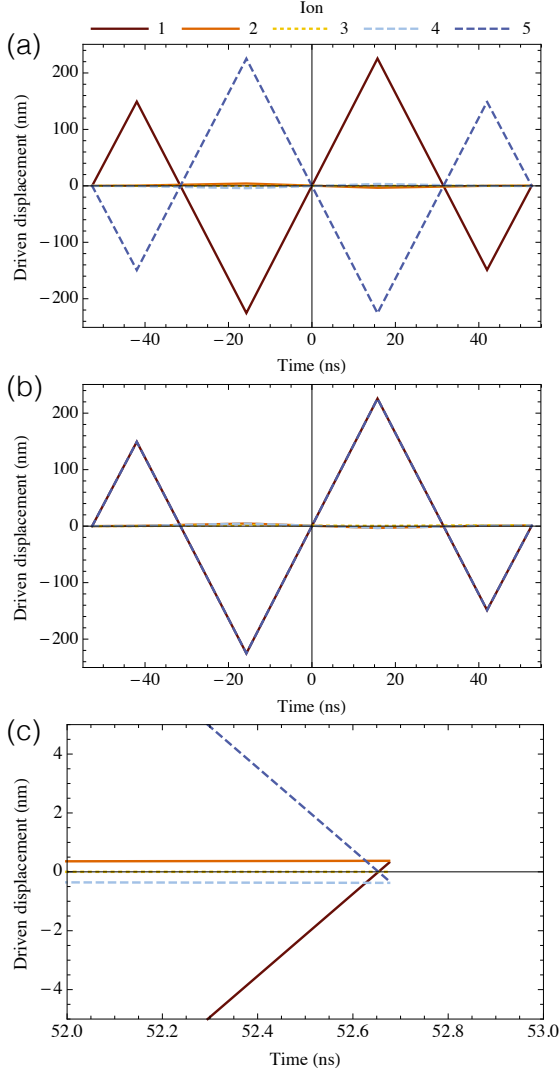 Ion
1 2 3 4 5
(a)
Driven displacement (nm)
200
100
0
−100
−200
−40 −20 0 20 40
Time (ns)
(b)
Driven displacement (nm)
200
100
0
−100
−200
−40 −20 0 20 40
Time (ns)
(c)
Driven displacement (nm)
4
2
0
−2
−4
52.0 52.2 52.4 52.6 52.8 53.0
Time (ns)